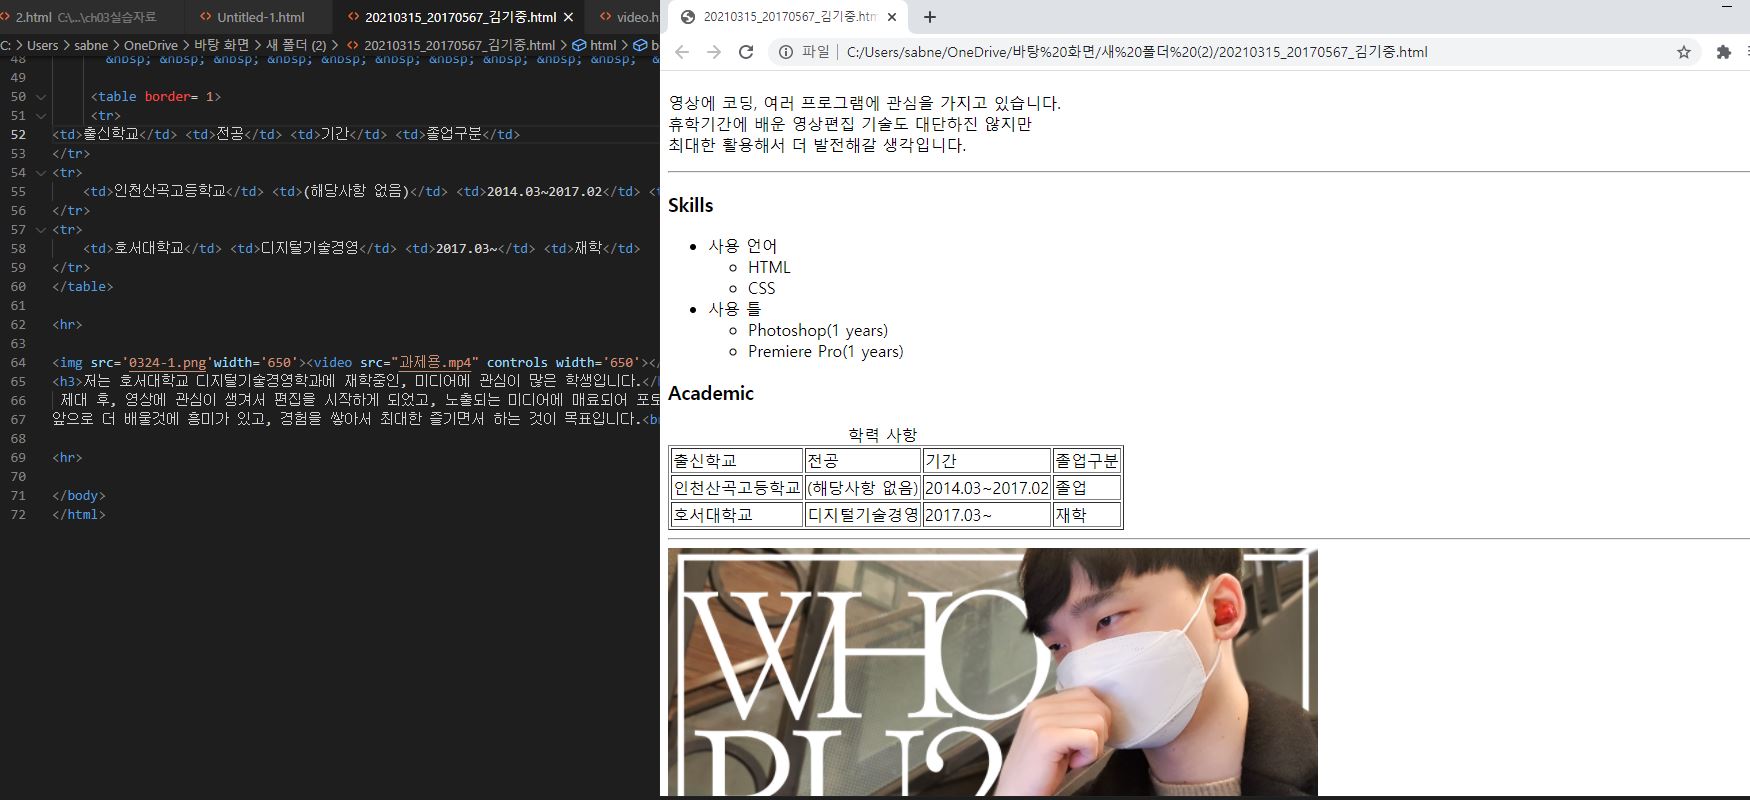 2.html C:\...\ch03실습자료
Untitled-1.html
20210315_20170567_김기중.html
video.h
C: > Users > sabne > OneDrive > 바탕 화면 > 새 폴더 (2) > 20210315_20170567_김기중.html > html > b
48 &nbsp; &nbsp; &nbsp; &nbsp; &nbsp; &nbsp; &nbsp; &nbsp; &nbsp; &nbsp;
49
50 <table border= 1>
51 <tr>
52 <td>출신학교</td> <td>전공</td> <td>기간</td> <td>졸업구분</td>
53 </tr>
54 <tr>
55 <td>인천산곡고등학교</td> <td>(해당사항 없음)</td> <td>2014.03~2017.02</td> <t
56 </tr>
57 <tr>
58 <td>호서대학교</td> <td>디지털기술경영</td> <td>2017.03~</td> <td>재학</td>
59 </tr>
60 </table>
61
62 <hr>
63
64 <img src='0324-1.png'width='650'><video src="과제용.mp4" controls width='650'></
65 <h3>저는 호서대학교 디지털기술경영학과에 재학중인, 미디어에 관심이 많은 학생입니다.</
66 제대 후, 영상에 관심이 생겨서 편집을 시작하게 되었고, 노출되는 미디어에 매료되어 포토
67 앞으로 더 배울것에 흥미가 있고, 경험을 쌓아서 최대한 즐기면서 하는 것이 목표입니다.<b
68
69 <hr>
70
71 </body>
72 </html>
20210315_20170567_김기중.htm
파일 | C:/Users/sabne/OneDrive/바탕%20화면/새%20폴더%20(2)/20210315_20170567_김기중.html
영상에 코딩, 여러 프로그램에 관심을 가지고 있습니다.
휴학기간에 배운 영상편집 기술도 대단하진 않지만
최대한 활용해서 더 발전해갈 생각입니다.
Skills
사용 언어
HTML
CSS
사용 툴
Photoshop(1 years)
Premiere Pro(1 years)
Academic
학력 사항
출신학교 전공 기간 졸업구분
인천산곡고등학교 (해당사항 없음) 2014.03~2017.02 졸업
호서대학교 디지털기술경영 2017.03~ 재학
WHO
RU?